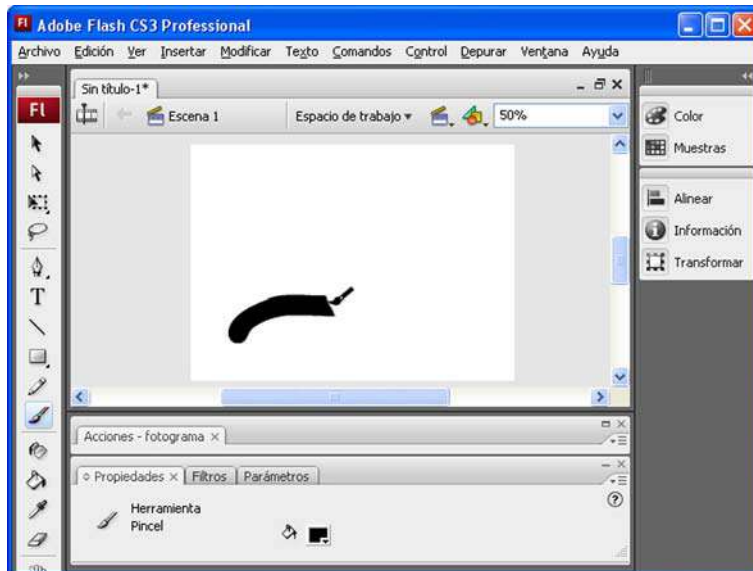 Fl Adobe Flash CS3 Professional
Archivo Edición Ver Insertar Modificar Texto Comandos Control Depurar Ventana Ayuda
Sin título-1*
Fl
Escena 1 Espacio de trabajo 50%
Color
Muestras
Alinear
Información
Transformar
T
Acciones - fotograma
Propiedades Filtros Parámetros
Herramienta
Pincel